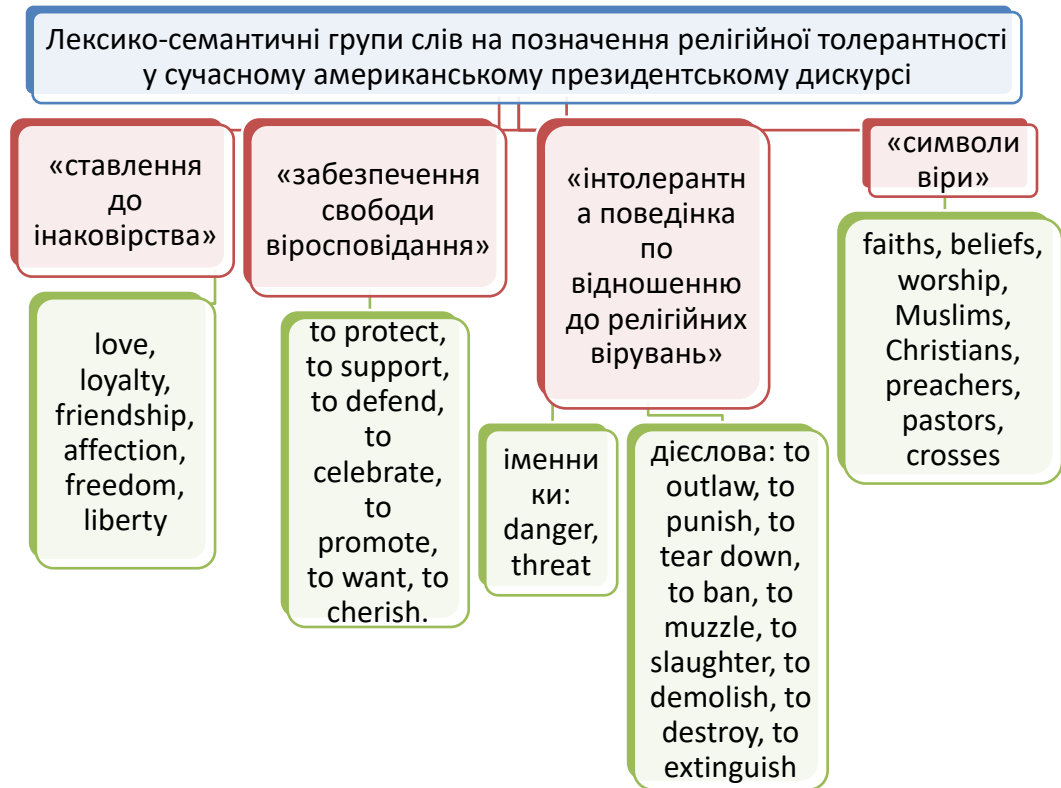 Лексико-семантичні групи слів на позначення релігійної толерантності
у сучасному американському президентському дискурсі
«ставлення
до
інаковірства»
love,
loyalty,
friendship,
affection,
freedom,
liberty
«забезпечення
свободи
віросповідання»
to protect,
to support,
to defend,
to
celebrate,
to
promote,
to want, to
cherish.
«інтолерантн
а поведінка
по
відношенню
до релігійних
вірувань»
іменни
ки:
danger,
threat
дієслова: to
outlaw, to
punish, to
tear down,
to ban, to
muzzle, to
slaughter, to
demolish, to
destroy, to
extinguish
«символи
віри»
faiths, beliefs,
worship,
Muslims,
Christians,
preachers,
pastors,
crosses